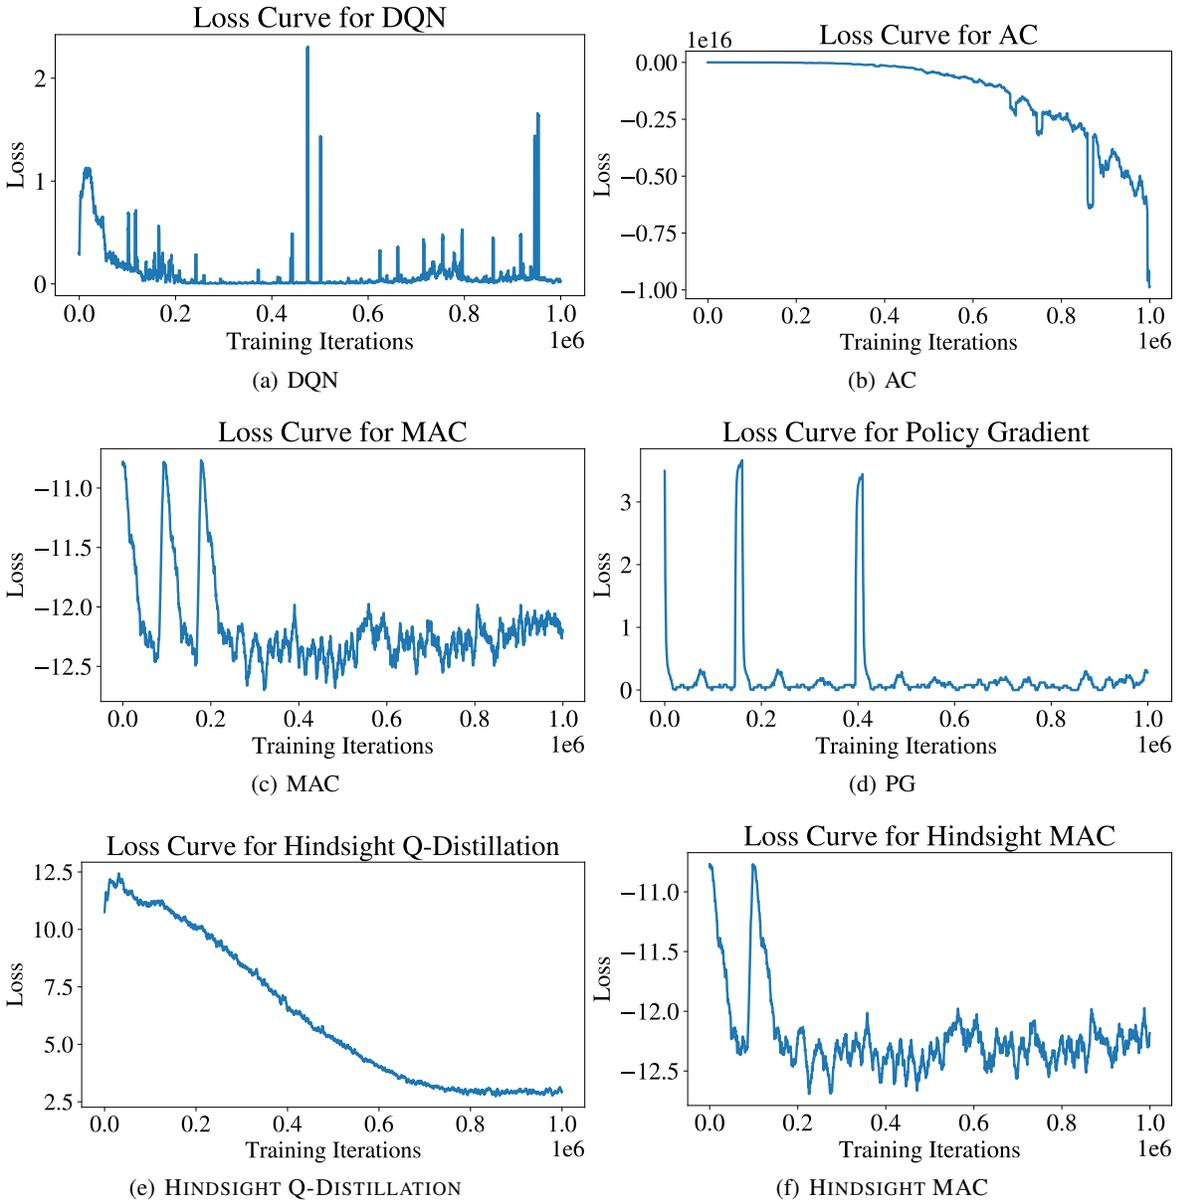 Loss Curve for DQN
Loss
2
1
0
0.0 0.2 0.4 0.6 0.8 1.0
Training Iterations 1e6
(a) DQN
1e16 Loss Curve for AC
Loss
0.00
−0.25
−0.50
−0.75
−1.00
0.0 0.2 0.4 0.6 0.8 1.0
Training Iterations 1e6
(b) AC
Loss Curve for MAC
Loss
−11.0
−11.5
−12.0
−12.5
0.0 0.2 0.4 0.6 0.8 1.0
Training Iterations 1e6
(c) MAC
Loss Curve for Policy Gradient
Loss
3
2
1
0
0.0 0.2 0.4 0.6 0.8 1.0
Training Iterations 1e6
(d) PG
Loss Curve for Hindsight Q-Distillation
Loss
12.5
10.0
7.5
5.0
2.5
0.0 0.2 0.4 0.6 0.8 1.0
Training Iterations 1e6
(e) HINDSIGHT Q-DISTILLATION
Loss Curve for Hindsight MAC
Loss
−11.0
−11.5
−12.0
−12.5
0.0 0.2 0.4 0.6 0.8 1.0
Training Iterations 1e6
(f) HINDSIGHT MAC